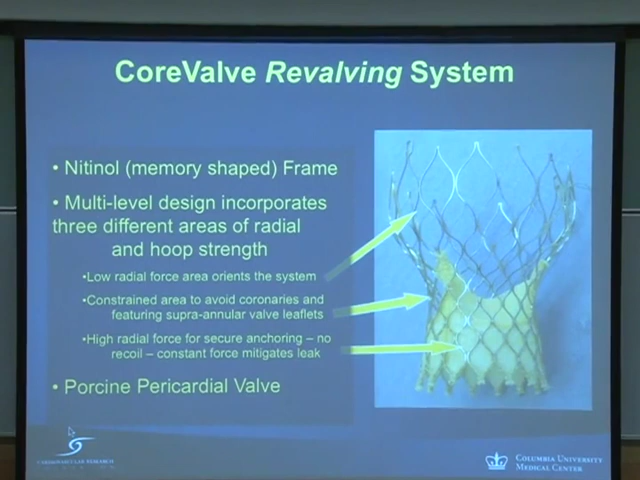 CoreValve Revalving System
• Nitinol (memory shaped) Frame
• Multi-level design incorporates
three different areas of radial
and hoop strength
•Low radial force area orients the system
•Constrained area to avoid coronaries and
featuring supra-annular valve leaflets
•High radial force for secure anchoring – no
recoil – constant force mitigates leak
• Porcine Pericardial Valve
CARDIOVASCULAR RESEARCH
COLUMBIA UNIVERSITY
MEDICAL CENTER